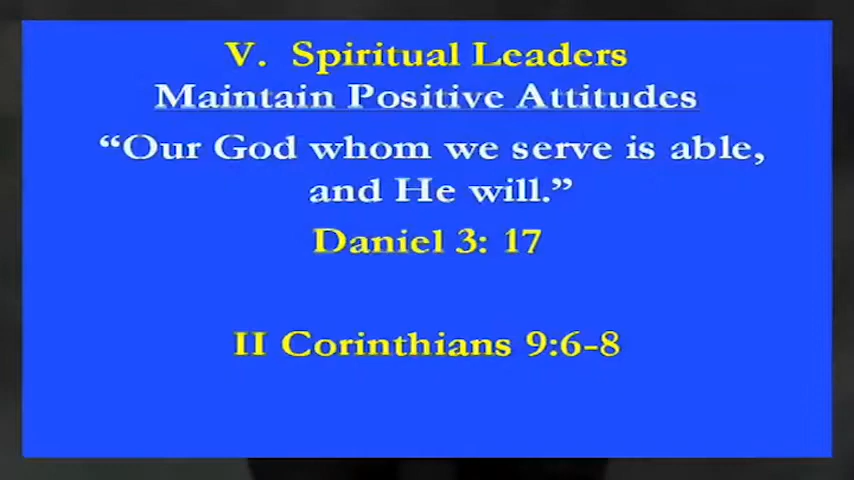 V. Spiritual Leaders
Maintain Positive Attitudes
“Our God whom we serve is able,
and He will.”
Daniel 3: 17
II Corinthians 9:6-8